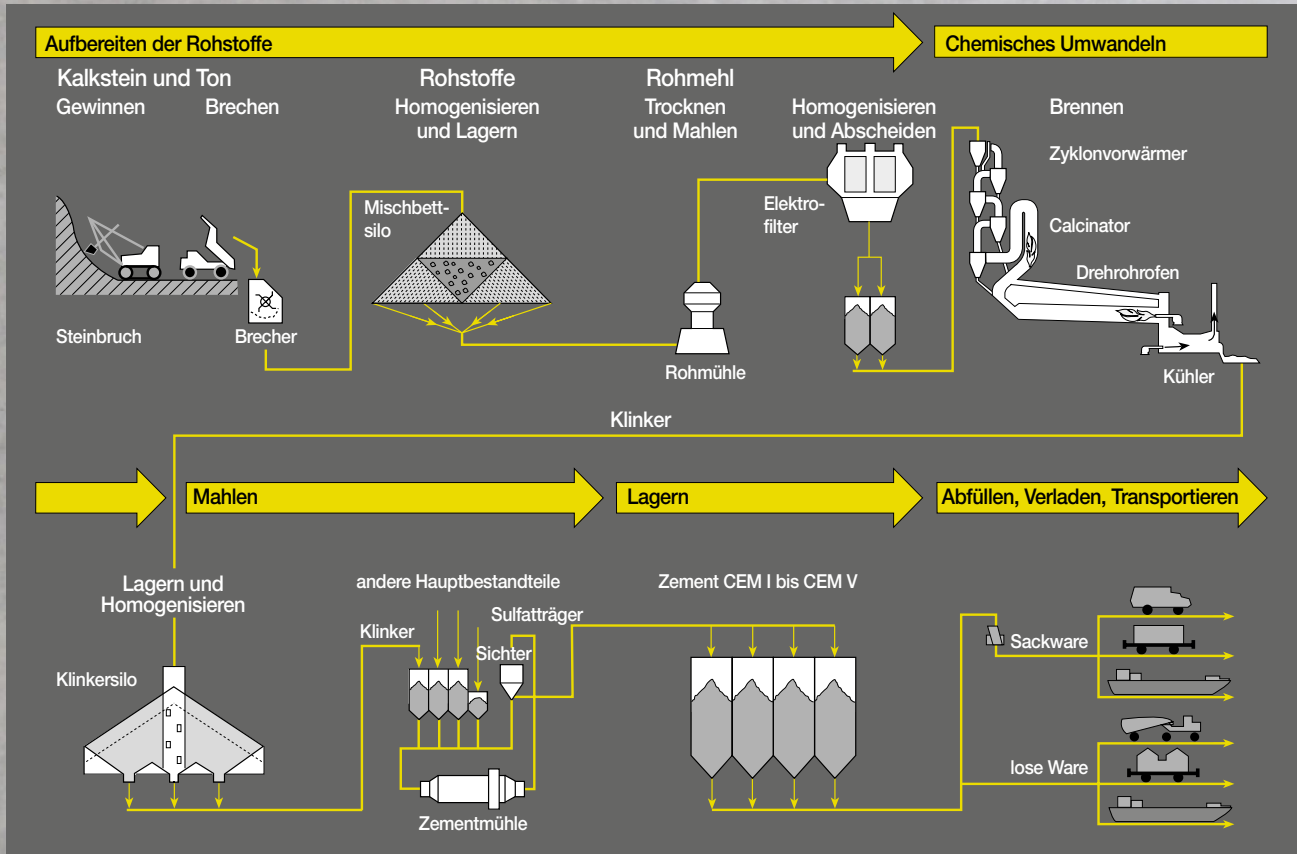 Aufbereiten der Rohstoffe
Chemisches Umwandeln
Kalkstein und Ton
Rohstoffe
Rohmehl
Gewinnen
Brechen
Homogenisieren
und Lagern
Trocknen
und Mahlen
Homogenisieren
und Abscheiden
Brennen
Zyklonvorwärmer
Mischbett-
silo
Elektro-
filter
Calcinator
Drehrohrofen
Steinbruch
Brecher
Rohmühle
Kühler
Klinker
Mahlen
Lagern
Abfüllen, Verladen, Transportieren
Lagern und
Homogenisieren
andere Hauptbestandteile
Zement CEM I bis CEM V
Sulfatträger
Klinker
Sichter
Sackware
Klinkersilo
lose Ware
Zementmühle